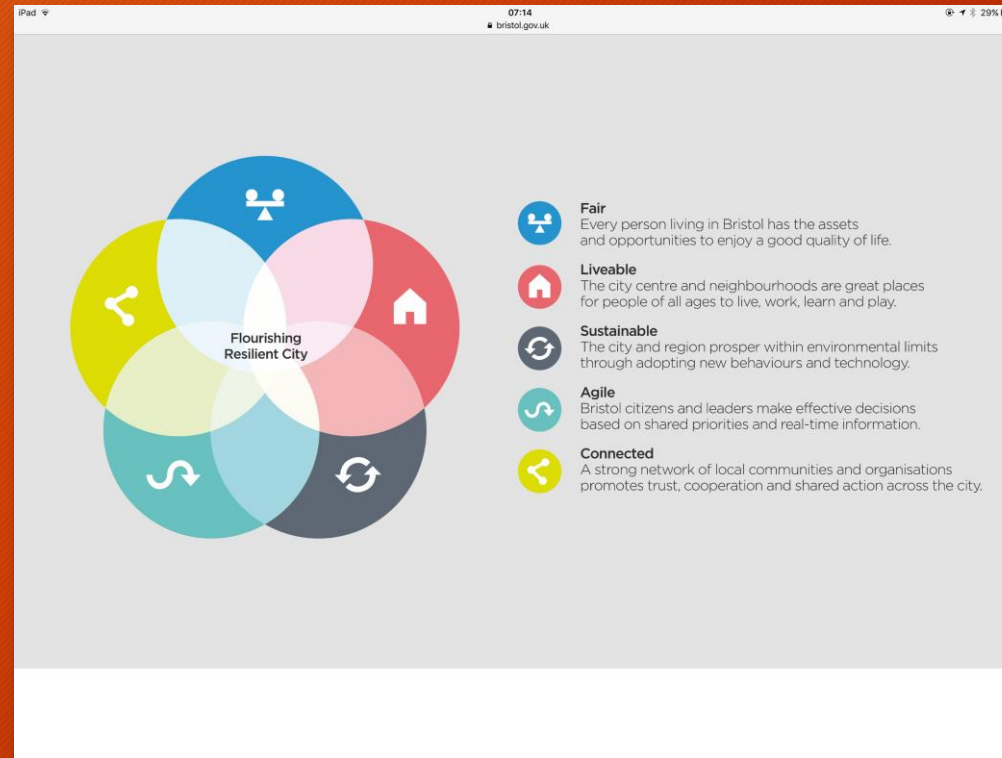 iPad
07:14
29%
bristol.gov.uk
Flourishing
Resilient City
Fair
Every person living in Bristol has the assets
and opportunities to enjoy a good quality of life.
Liveable
The city centre and neighbourhoods are great places
for people of all ages to live, work, learn and play.
Sustainable
The city and region prosper within environmental limits
through adopting new behaviours and technology.
Agile
Bristol citizens and leaders make effective decisions
based on shared priorities and real-time information.
Connected
A strong network of local communities and organisations
promotes trust, cooperation and shared action across the city.